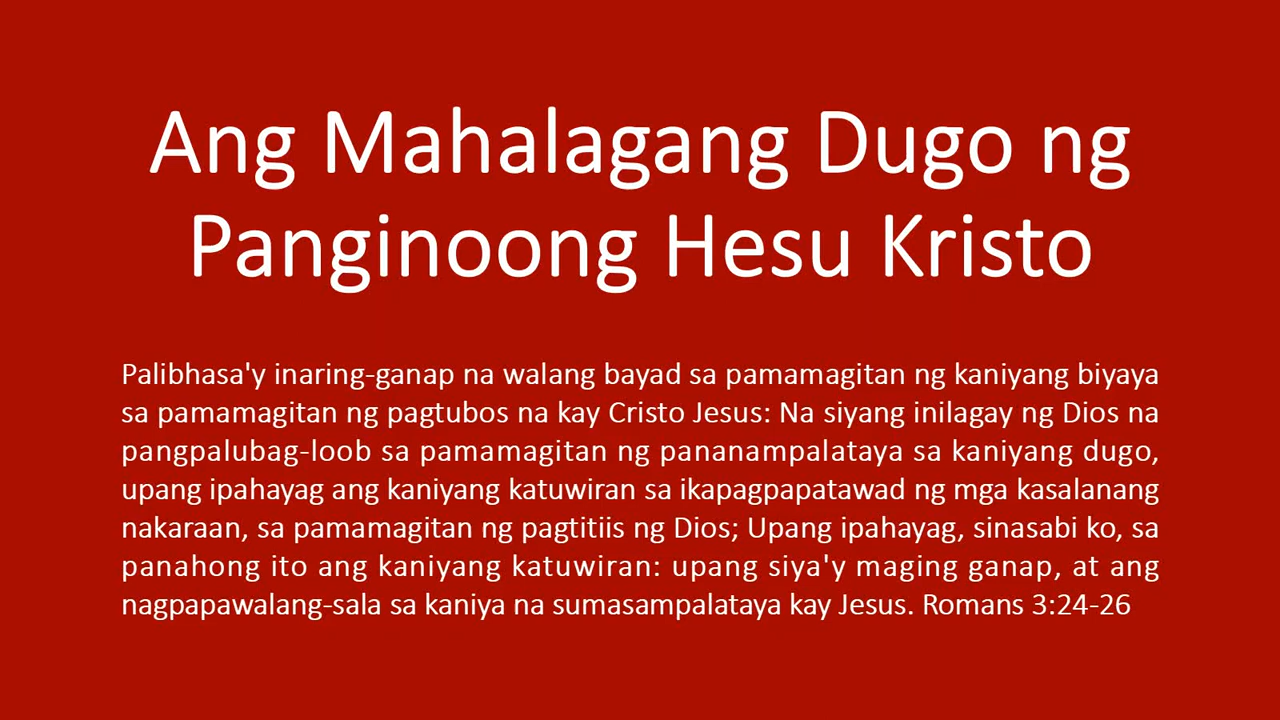 Ang Mahalagang Dugo ng
Panginoong Hesu Kristo
Palibhasa'y inaring-ganap na walang bayad sa pamamagitan ng kaniyang biyaya
sa pamamagitan ng pagtubos na kay Cristo Jesus: Na siyang inilagay ng Dios na
pangpalubag-loob sa pamamagitan ng pananampalataya sa kaniyang dugo,
upang ipahayag ang kaniyang katuwiran sa ikapagpapatawad ng mga kasalanang
nakaraan, sa pamamagitan ng pagtitiis ng Dios; Upang ipahayag, sinasabi ko, sa
panahong ito ang kaniyang katuwiran: upang siya'y maging ganap, at ang
nagpapawalang-sala sa kaniya na sumasampalataya kay Jesus. Romans 3:24-26